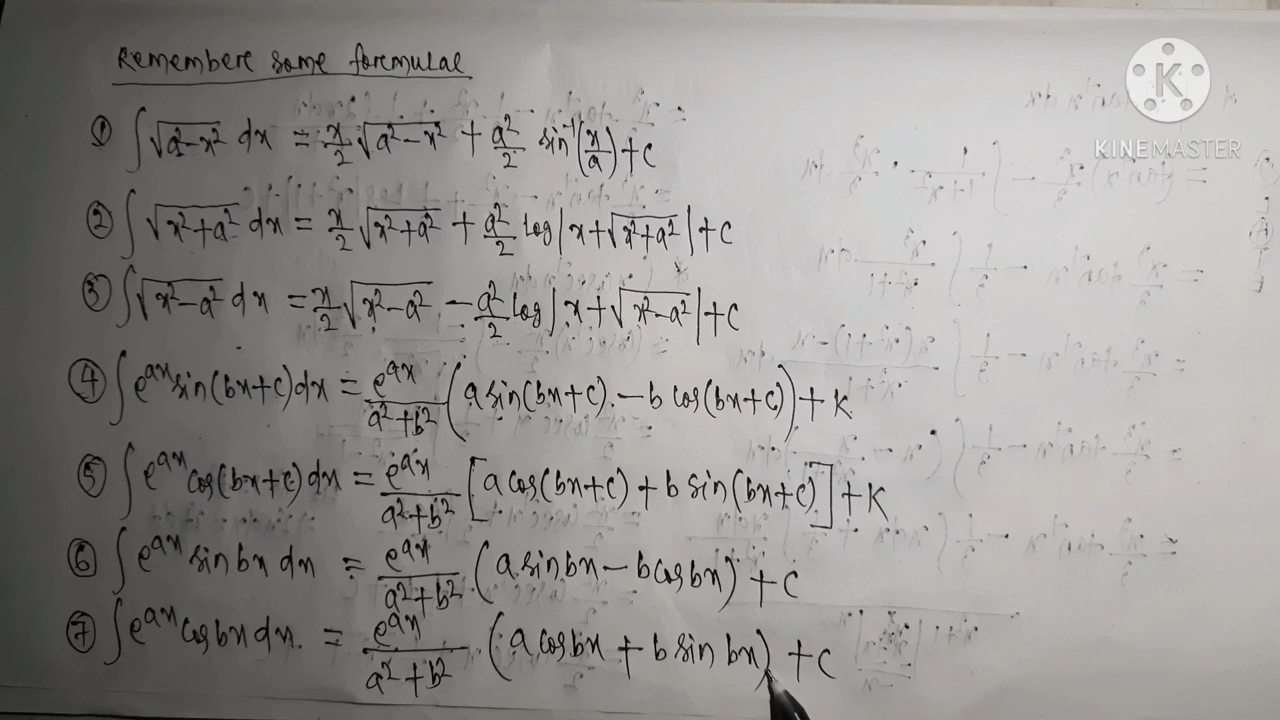 Remembere some foremulae
① ∫√(a²-x²) dx = x/2 √(a²-x²) + a²/2 sin⁻¹(x/a) + c
② ∫√(x²+a²) dx = x/2 √(x²+a²) + a²/2 log|x+√(x²+a²)| + c
③ ∫√(x²-a²) dx = x/2 √(x²-a²) - a²/2 log|x+√(x²-a²)| + c
④ ∫e^(ax) sin(bx+c) dx = e^(ax)/(a²+b²) (a sin(bx+c) - b cos(bx+c)) + K
⑤ ∫e^(ax) cos(bx+c) dx = e^(ax)/(a²+b²) [a cos(bx+c) + b sin(bx+c)] + K
⑥ ∫e^(ax) sin bx dx = e^(ax)/(a²+b²) (a sin bx - b cos bx) + c
⑦ ∫e^(ax) cos bx dx. = e^(ax)/(a²+b²) (a cos bx + b sin bx) + c
K
KINEMASTER